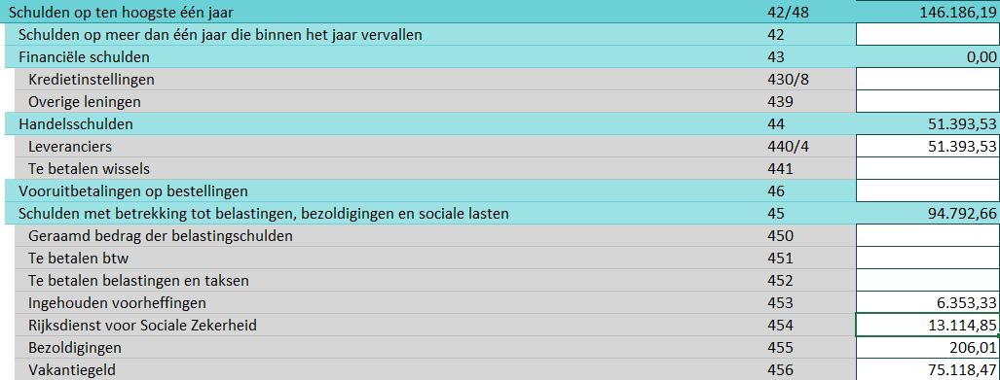 Schulden op ten hoogste één jaar 42/48 146.186,19
Schulden op meer dan één jaar die binnen het jaar vervallen 42
Financiële schulden 43 0,00
Kredietinstellingen 430/8
Overige leningen 439
Handelsschulden 44 51.393,53
Leveranciers 440/4 51.393,53
Te betalen wissels 441
Vooruitbetalingen op bestellingen 46
Schulden met betrekking tot belastingen, bezoldigingen en sociale lasten 45 94.792,66
Geraamd bedrag der belastingschulden 450
Te betalen btw 451
Te betalen belastingen en taksen 452
Ingehouden voorheffingen 453 6.353,33
Rijksdienst voor Sociale Zekerheid 454 13.114,85
Bezoldigingen 455 206,01
Vakantiegeld 456 75.118,47